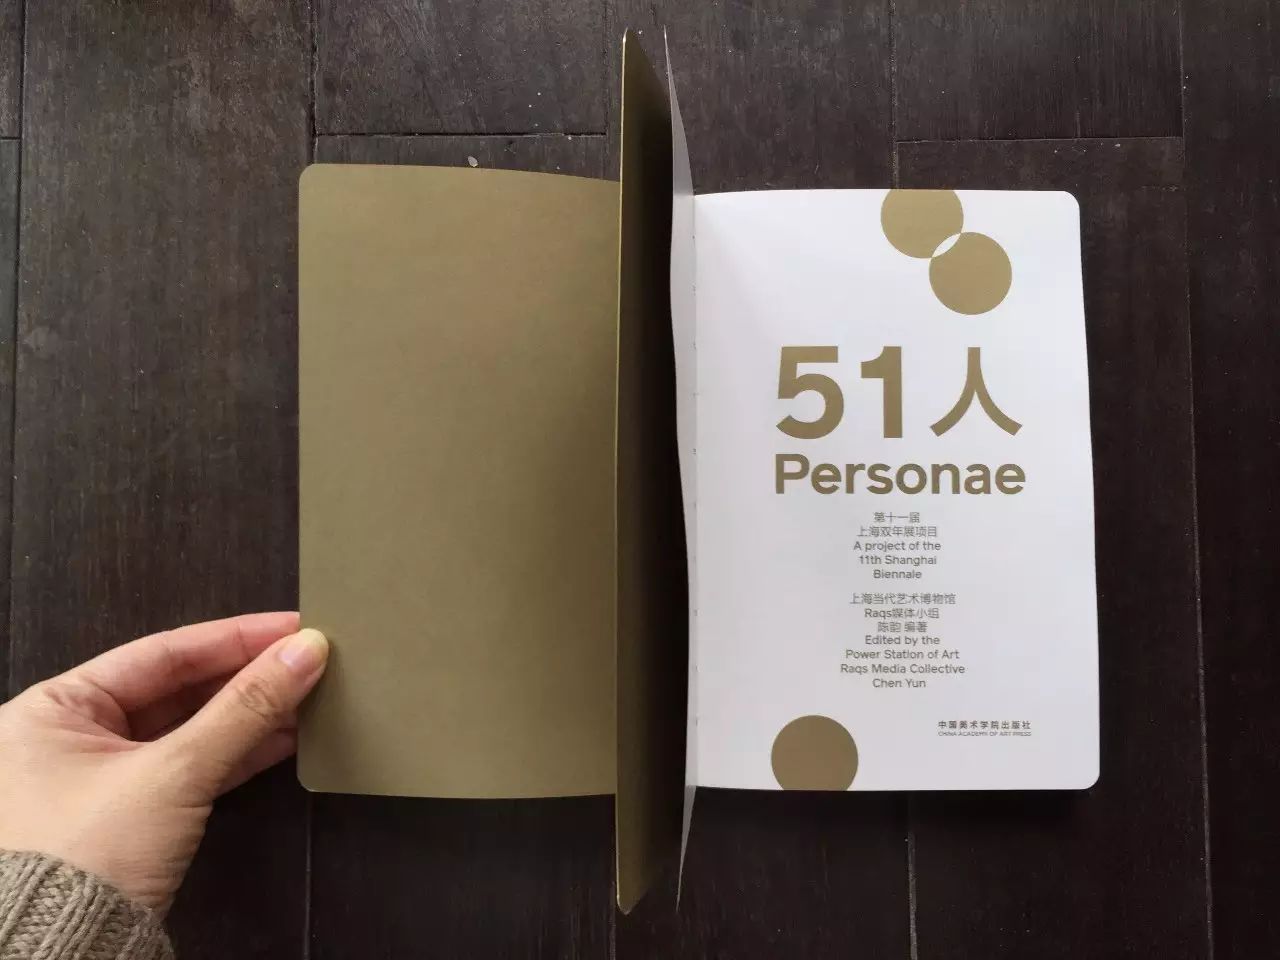 51人
Personae
第十一届
上海双年展项目
A project of the
11th Shanghai
Biennale
上海当代艺术博物馆
Raqs媒体小组
陈韵 编著
Edited by the
Power Station of Art
Raqs Media Collective
Chen Yun
中国美术学院出版社
CHINA ACADEMY OF ART PRESS